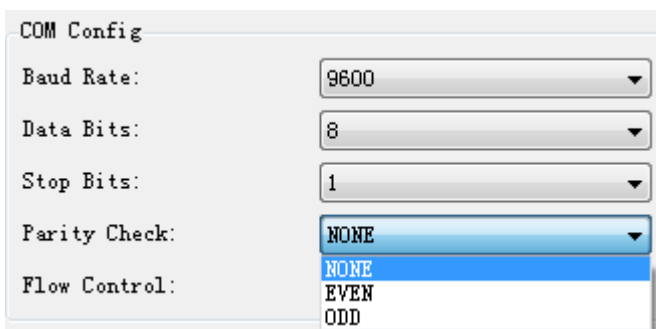 COM Config
Baud Rate: 9600
Data Bits: 8
Stop Bits: 1
Parity Check: NONE
NONE
Flow Control:
EVEN
ODD